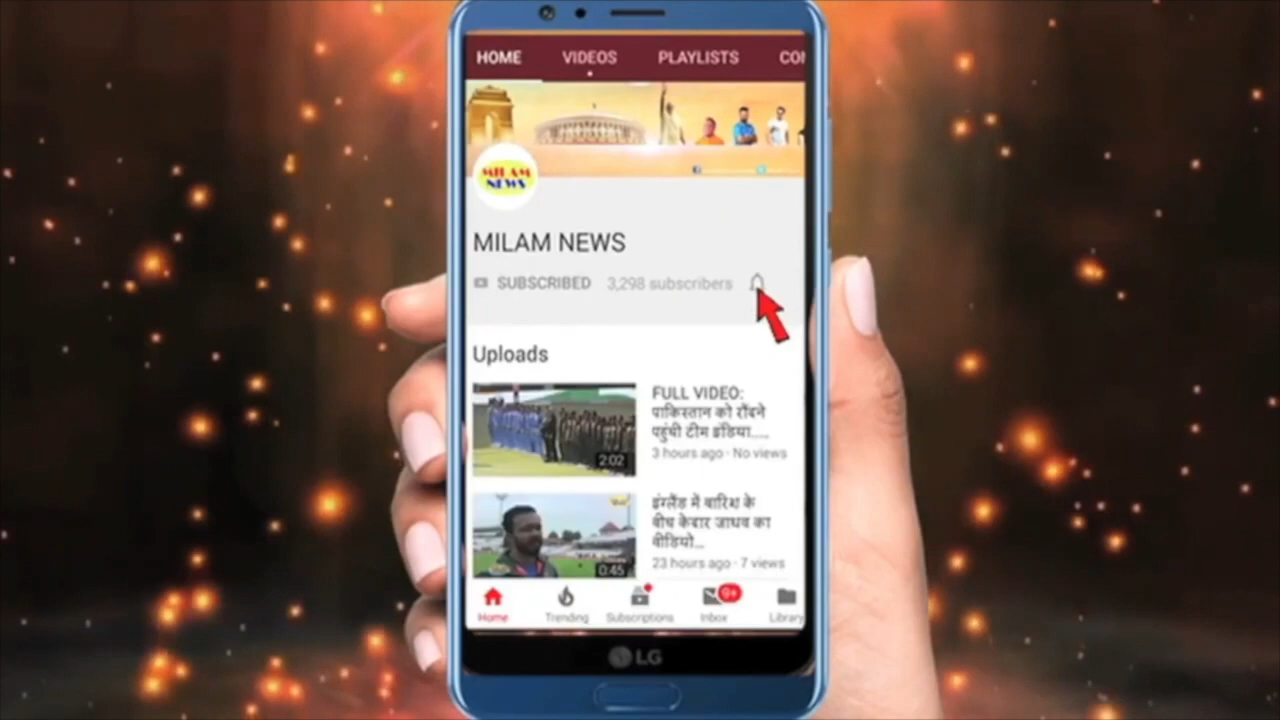 HOME VIDEOS PLAYLISTS CO
MILAM
NEWS
MILAM NEWS
SUBSCRIBED 3,298 subscribers
Uploads
FULL VIDEO:
पाकिस्तान को रौंदने
पहुंची टीम इंडिया....
3 hours ago · No views
2:02
इंग्लैंड में बारिश के
बीच केदार जाधव का
वीडियो...
23 hours ago · 7 views
0:45
9+
Home Trending Subscriptions Inbox Library
LG